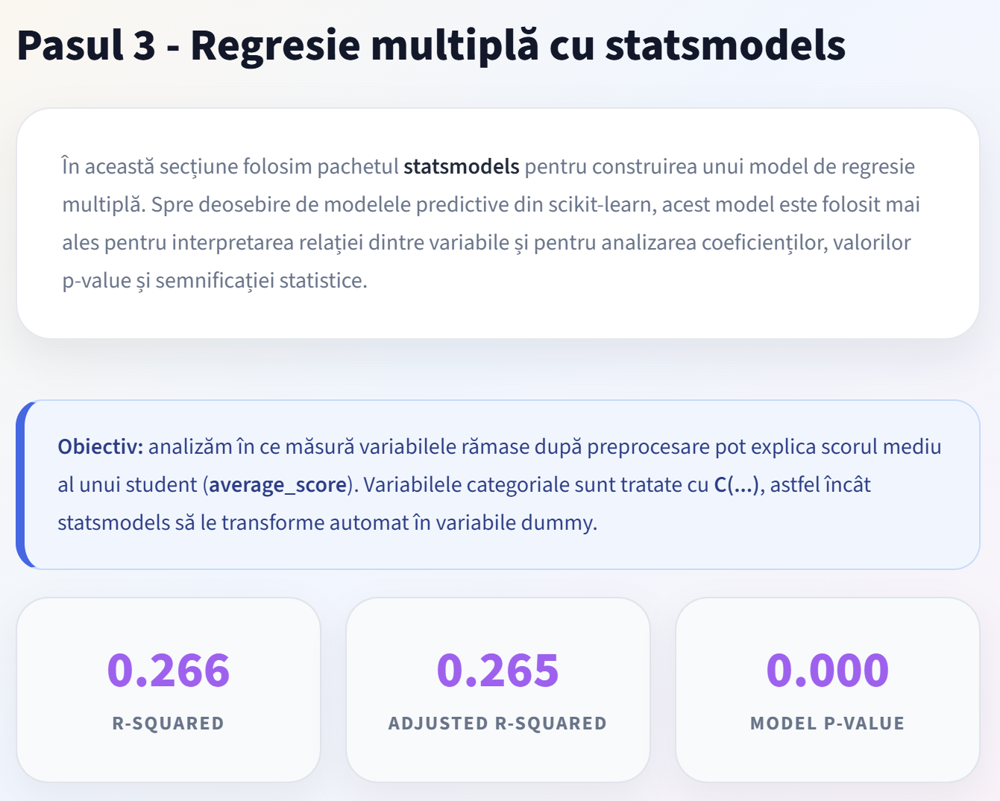 Pasul 3 - Regresie multiplă cu statsmodels
În această secțiune folosim pachetul statsmodels pentru construirea unui model de regresie
multiplă. Spre deosebire de modelele predictive din scikit-learn, acest model este folosit mai
ales pentru interpretarea relației dintre variabile și pentru analizarea coeficienților, valorilor
p-value și semnificației statistice.
Obiectiv: analizăm în ce măsură variabilele rămase după preprocesare pot explica scorul mediu
al unui student (average_score). Variabilele categoriale sunt tratate cu C(...), astfel încât
statsmodels să le transforme automat în variabile dummy.
0.266
R-SQUARED
0.265
ADJUSTED R-SQUARED
0.000
MODEL P-VALUE